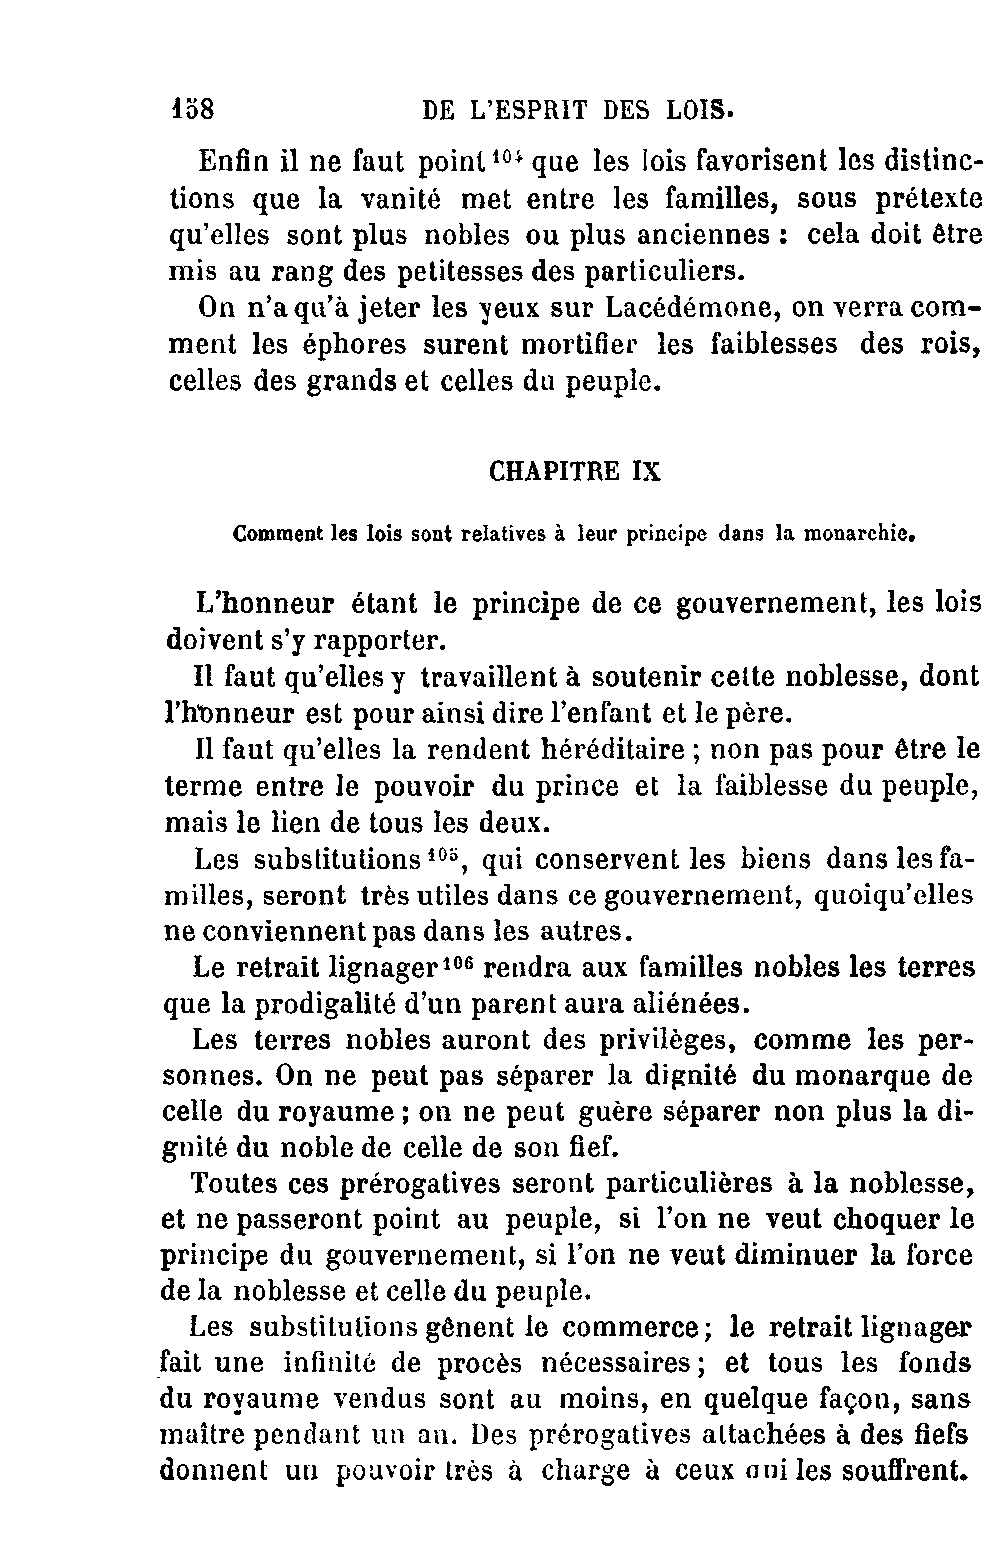 158 DE L'ESPRIT DES LOIS.
Enfin il ne faut point¹⁰⁴ que les lois favorisent les distinc-
tions que la vanité met entre les familles, sous prétexte
qu'elles sont plus nobles ou plus anciennes : cela doit être
mis au rang des petitesses des particuliers.
On n'a qu'à jeter les yeux sur Lacédémone, on verra com-
ment les éphores surent mortifier les faiblesses des rois,
celles des grands et celles du peuple.
CHAPITRE IX
Comment les lois sont relatives à leur principe dans la monarchie.
L'honneur étant le principe de ce gouvernement, les lois
doivent s'y rapporter.
Il faut qu'elles y travaillent à soutenir cette noblesse, dont
l'honneur est pour ainsi dire l'enfant et le père.
Il faut qu'elles la rendent héréditaire ; non pas pour être le
terme entre le pouvoir du prince et la faiblesse du peuple,
mais le lien de tous les deux.
Les substitutions¹⁰⁵, qui conservent les biens dans les fa-
milles, seront très utiles dans ce gouvernement, quoiqu'elles
ne conviennent pas dans les autres.
Le retrait lignager¹⁰⁶ rendra aux familles nobles les terres
que la prodigalité d'un parent aura aliénées.
Les terres nobles auront des privilèges, comme les per-
sonnes. On ne peut pas séparer la dignité du monarque de
celle du royaume ; on ne peut guère séparer non plus la di-
gnité du noble de celle de son fief.
Toutes ces prérogatives seront particulières à la noblesse,
et ne passeront point au peuple, si l'on ne veut choquer le
principe du gouvernement, si l'on ne veut diminuer la force
de la noblesse et celle du peuple.
Les substitutions gênent le commerce ; le retrait lignager
fait une infinité de procès nécessaires ; et tous les fonds
du royaume vendus sont au moins, en quelque façon, sans
maître pendant un an. Des prérogatives attachées à des fiefs
donnent un pouvoir très à charge à ceux qui les souffrent.